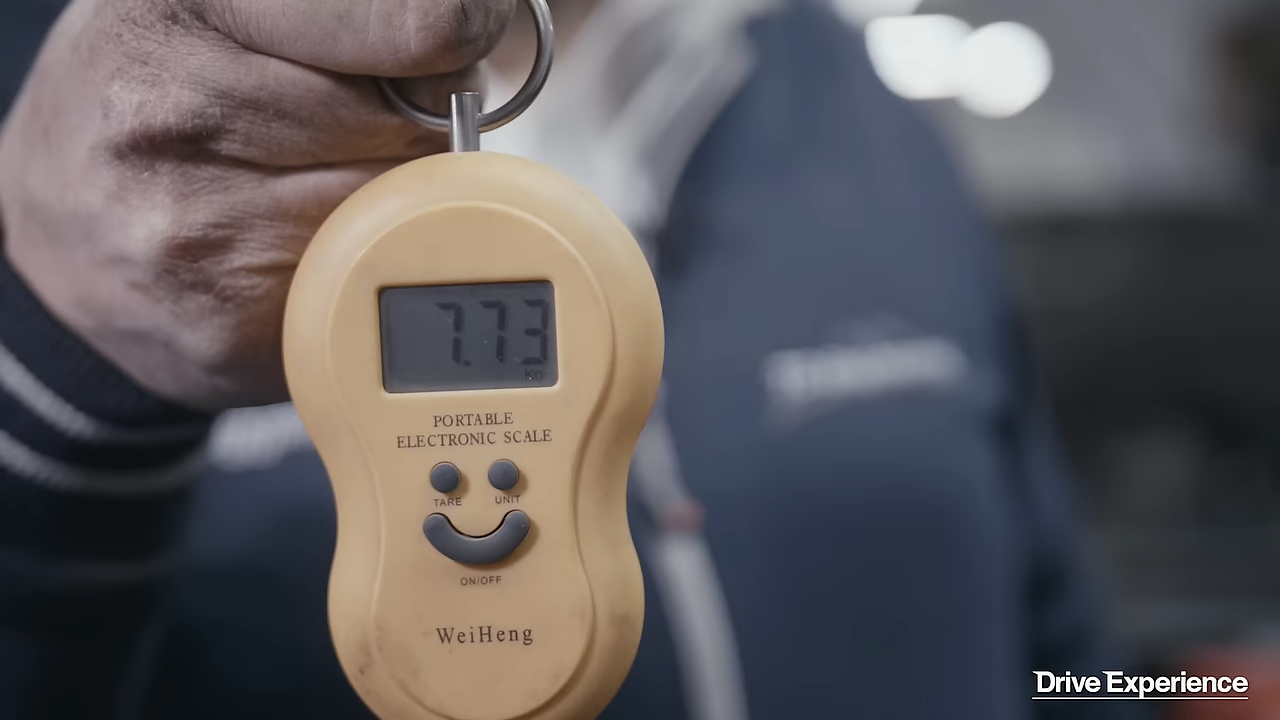 7.73
Kg
PORTABLE
ELECTRONIC SCALE
TARE UNIT
ON/OFF
WeiHeng
Drive Experience